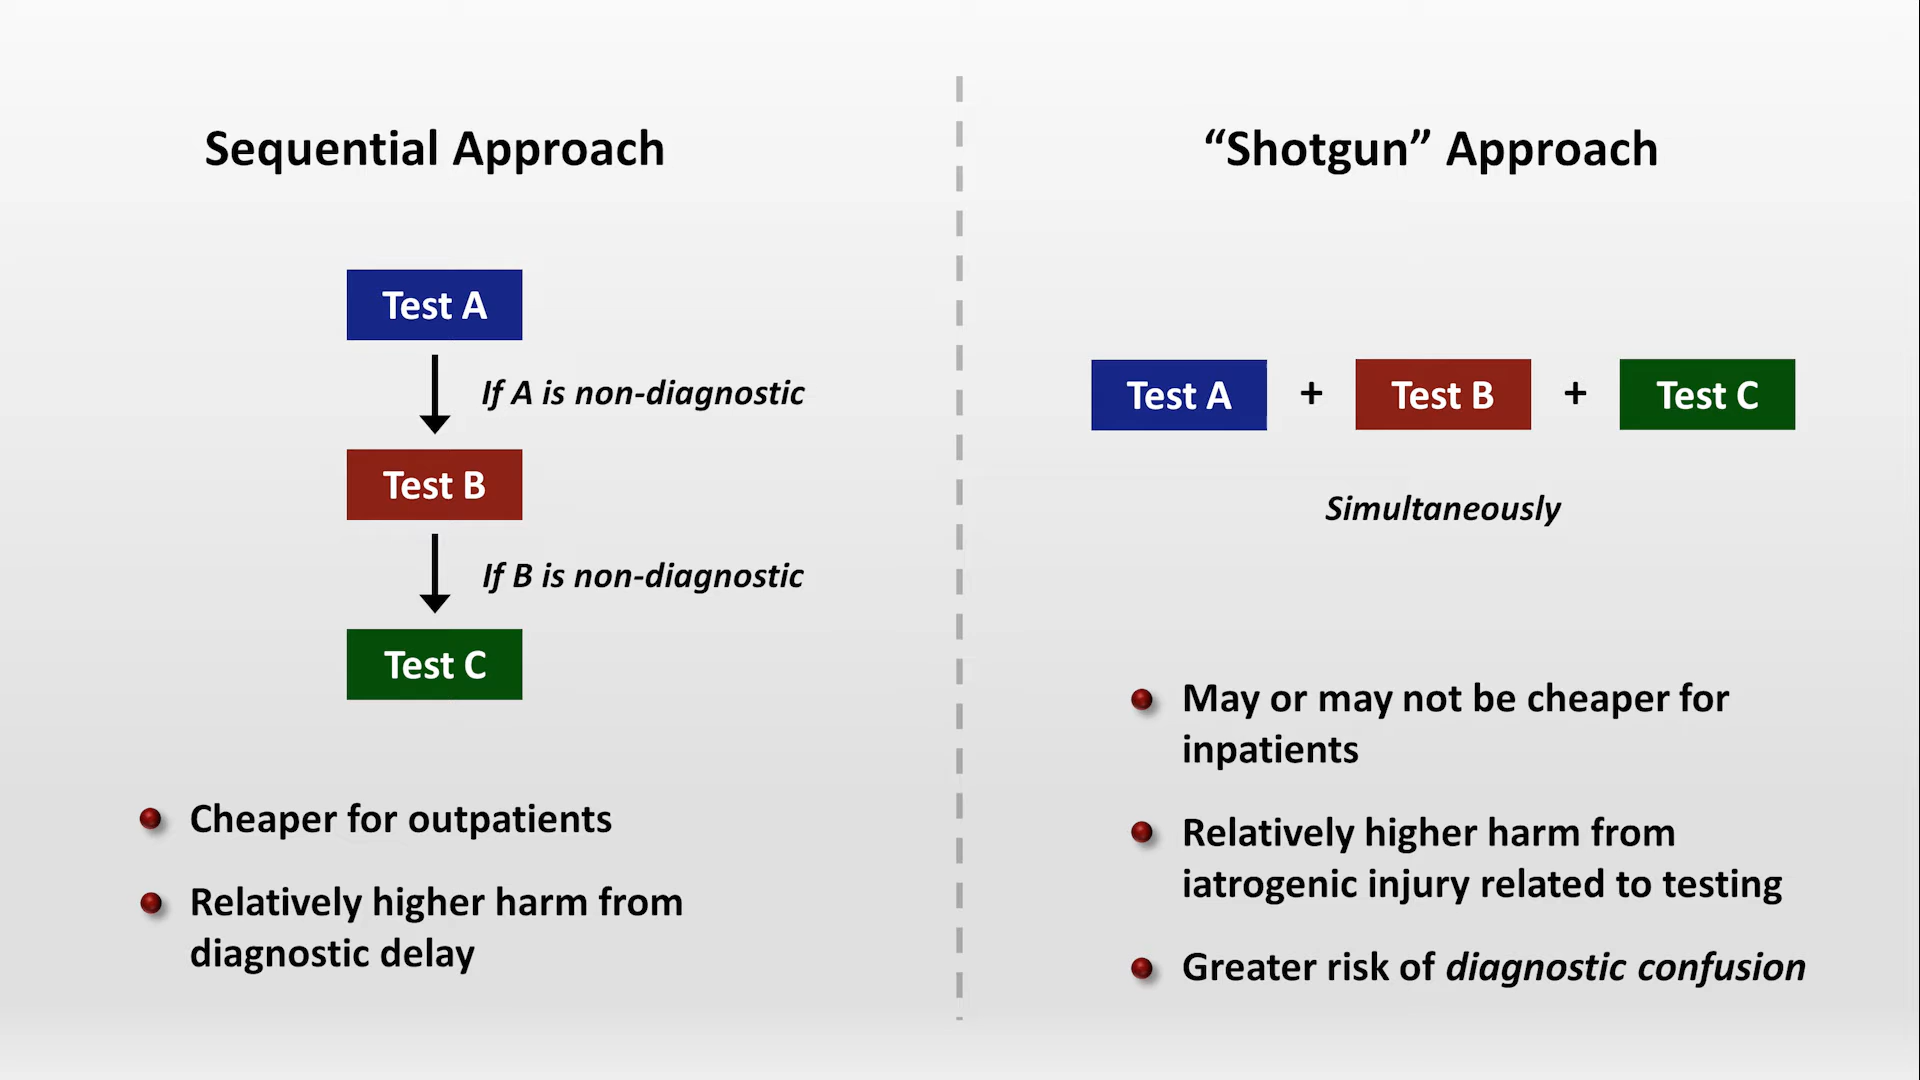 Sequential Approach
Test A
If A is non-diagnostic
Test B
If B is non-diagnostic
Test C
Cheaper for outpatients
Relatively higher harm from
diagnostic delay
“Shotgun” Approach
Test A + Test B + Test C
Simultaneously
May or may not be cheaper for
inpatients
Relatively higher harm from
iatrogenic injury related to testing
Greater risk of diagnostic confusion